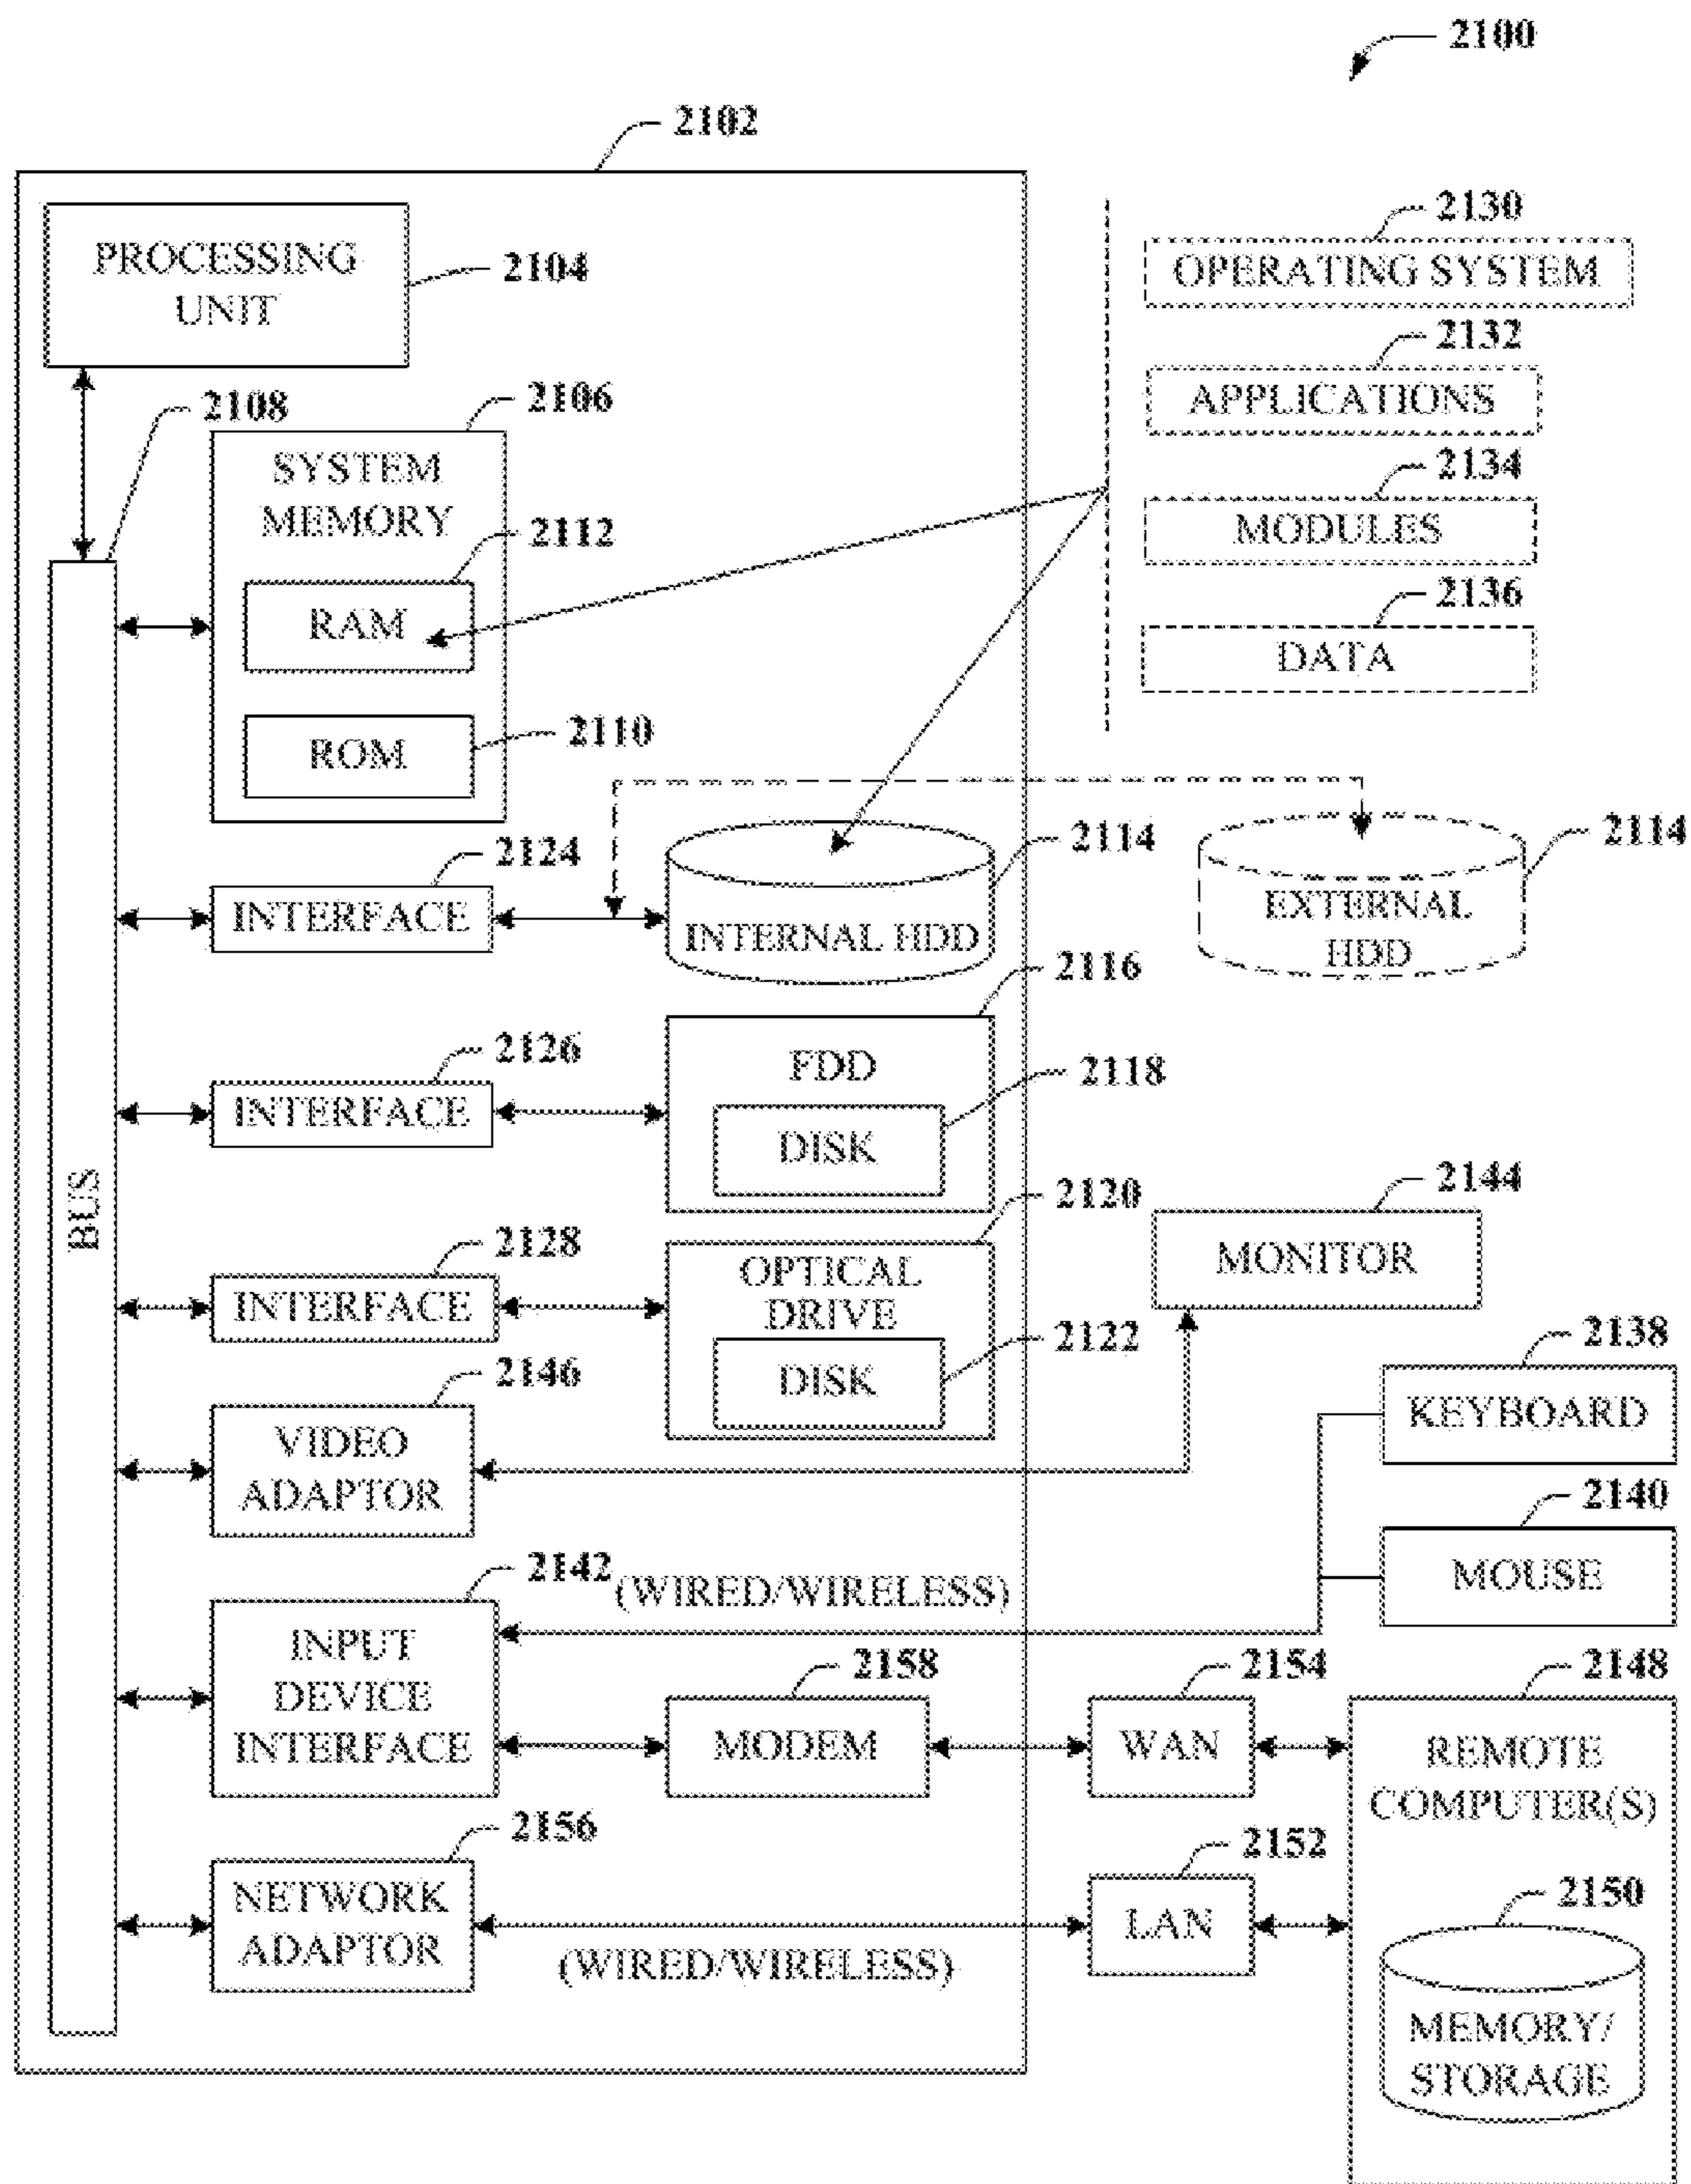 2100
2102
PROCESSING
UNIT
2104
2130
OPERATING SYSTEM
2132
APPLICATIONS
2134
MODULES
2136
DATA
2108
2106
SYSTEM
MEMORY
2112
RAM
ROM
2110
2124
INTERFACE
2114
INTERNAL HDD
2114
EXTERNAL
HDD
2126
INTERFACE
2116
FDD
2118
DISK
BUS
2128
INTERFACE
2120
OPTICAL
DRIVE
2122
DISK
2144
MONITOR
2146
VIDEO
ADAPTOR
2138
KEYBOARD
2140
MOUSE
2142
(WIRED/WIRELESS)
INPUT
DEVICE
INTERFACE
2158
MODEM
2154
WAN
2148
REMOTE
COMPUTER(S)
2156
NETWORK
ADAPTOR
(WIRED/WIRELESS)
2152
LAN
2150
MEMORY/
STORAGE